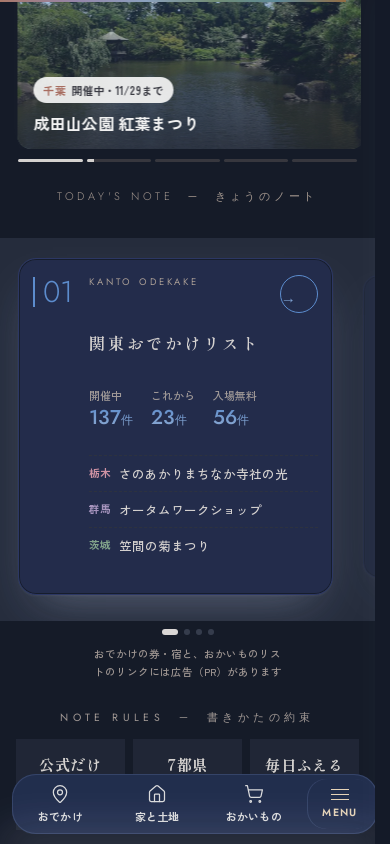 千葉 開催中・11/29まで
成田山公園 紅葉まつり
TODAY'S NOTE — きょうのノート
01
KANTO ODEKAKE
→
関東おでかけリスト
開催中 これから 入場無料
137件 23件 56件
栃木 さのあかりまちなか寺社の光
群馬 オータムワークショップ
茨城 笠間の菊まつり
おでかけの券・宿と、おかいものリス
トのリンクには広告（PR）があります
NOTE RULES — 書きかたの約束
公式だけ 7都県 毎日ふえる
おでかけ 家と土地 おかいもの MENU